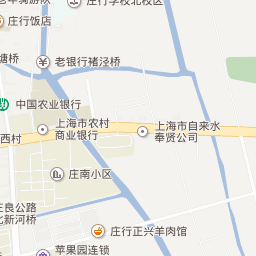 庄行学校北校区
庄行饭店
塘桥
老银行褚泾桥
中国农业银行
上海市农村
商业银行
上海市自来水
奉贤公司
西村
庄南小区
庄良公路
北新河桥
庄行正兴羊肉馆
苹果园连锁